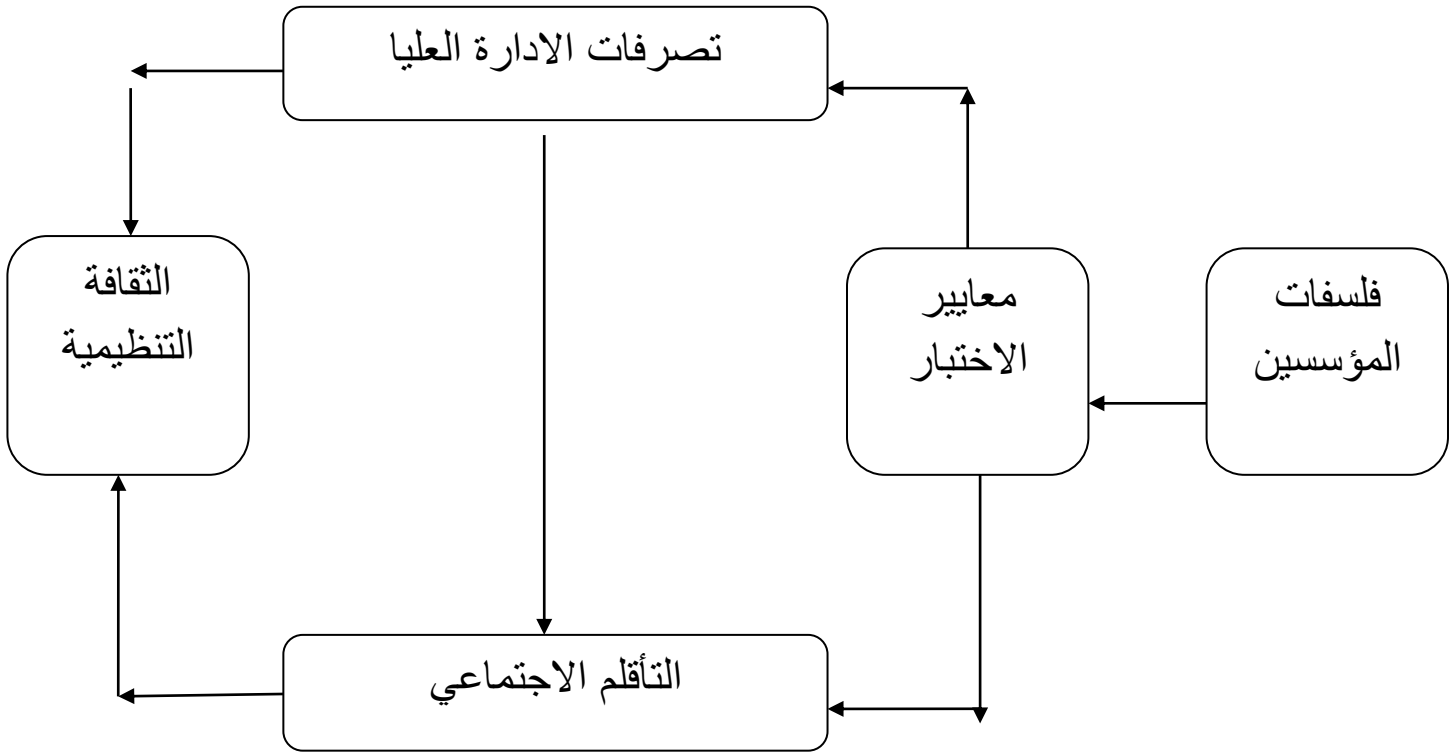 تصرفات الادارة العليا
فلسفات
المؤسسين
معايير
الاختبار
الثقافة
التنظيمية
التأقلم الاجتماعي